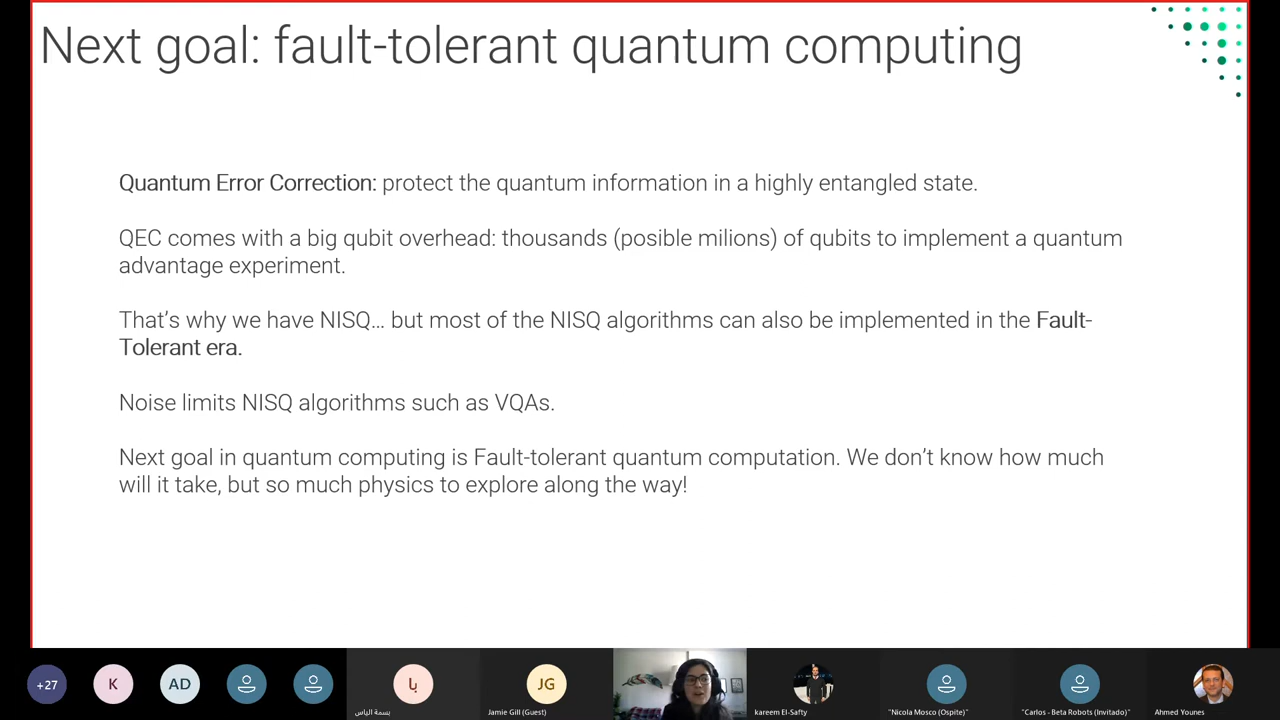 Next goal: fault-tolerant quantum computing
Quantum Error Correction: protect the quantum information in a highly entangled state.
QEC comes with a big qubit overhead: thousands (posible milions) of qubits to implement a quantum
advantage experiment.
That's why we have NISQ... but most of the NISQ algorithms can also be implemented in the Fault-
Tolerant era.
Noise limits NISQ algorithms such as VQAs.
Next goal in quantum computing is Fault-tolerant quantum computation. We don't know how much
will it take, but so much physics to explore along the way!
+27
K
AD
با
بسمة الياس
JG
Jamie Gill (Guest)
kareem El-Safty
"Nicola Mosco (Ospite)"
"Carlos - Beta Robots (Invitado)"
Ahmed Younes